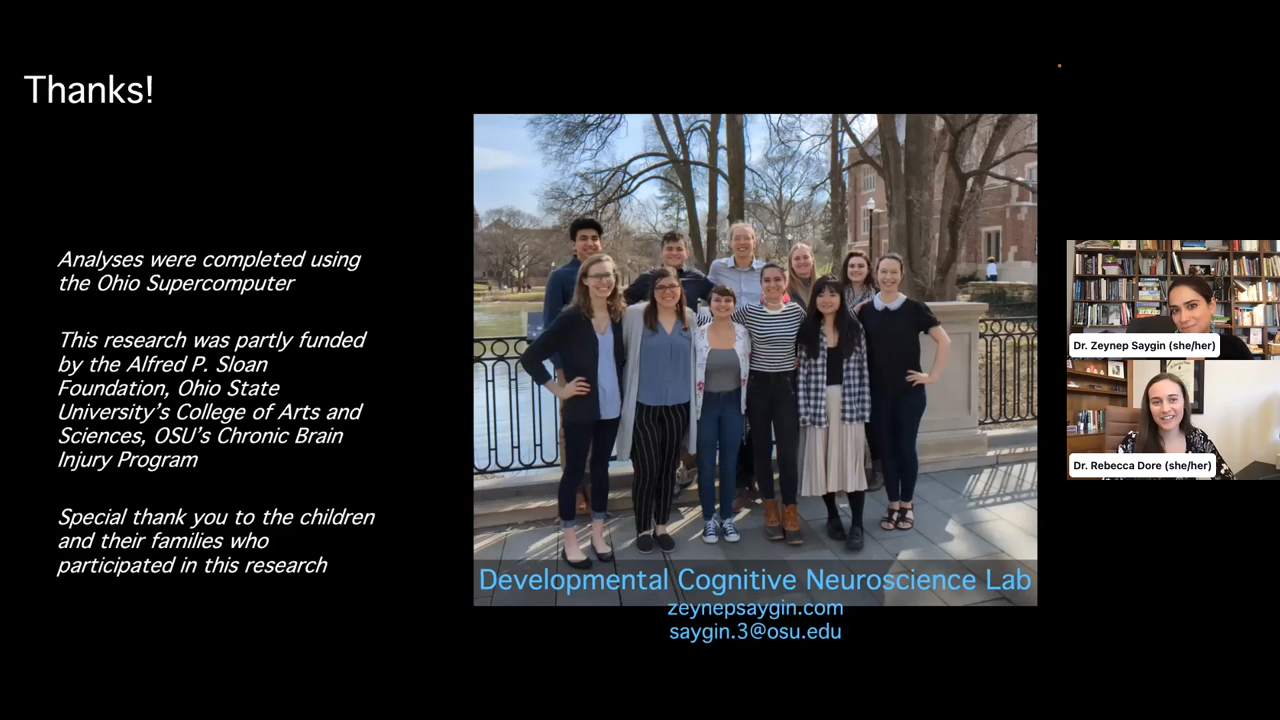 Thanks!
Analyses were completed using
the Ohio Supercomputer
This research was partly funded
by the Alfred P. Sloan
Foundation, Ohio State
University's College of Arts and
Sciences, OSU's Chronic Brain
Injury Program
Special thank you to the children
and their families who
participated in this research
Developmental Cognitive Neuroscience Lab
zeynepsaygin.com
saygin.3@osu.edu
Dr. Zeynep Saygin (she/her)
Dr. Rebecca Dore (she/her)